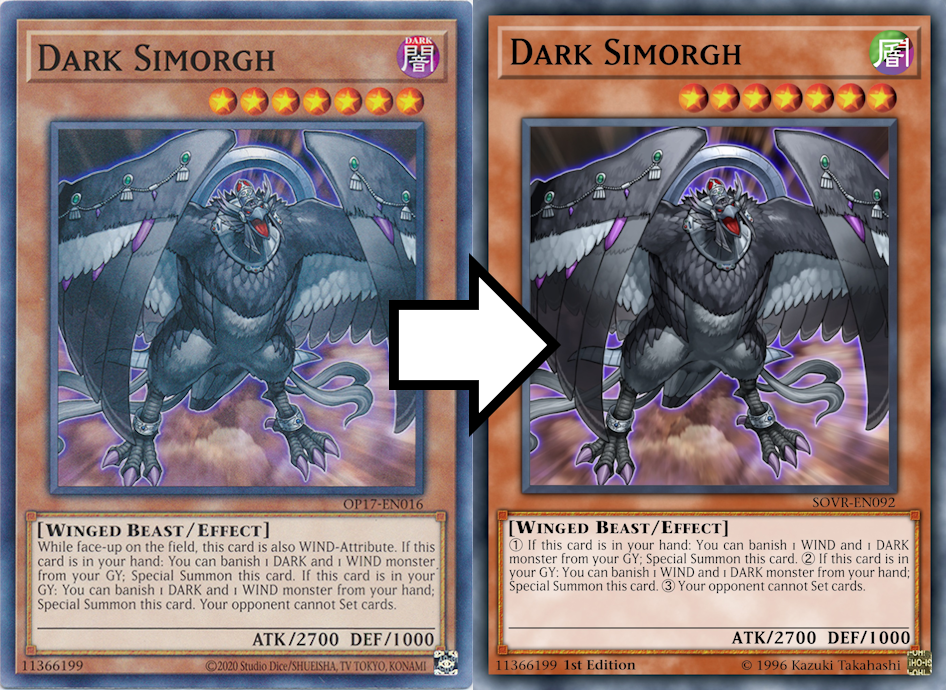 DARK SIMORGH
DARK
闇
OP17-EN016
[WINGED BEAST/EFFECT]
While face-up on the field, this card is also WIND-Attribute. If this
card is in your hand: You can banish 1 DARK and 1 WIND monster
from your GY; Special Summon this card. If this card is in your
GY: You can banish 1 DARK and 1 WIND monster from your hand;
Special Summon this card. Your opponent cannot Set cards.
ATK/2700 DEF/1000
11366199
©2020 Studio Dice/SHUEISHA, TV TOKYO, KONAMI
DARK SIMORGH
SOVR-EN092
[WINGED BEAST/EFFECT]
① If this card is in your hand: You can banish 1 WIND and 1 DARK
monster from your GY; Special Summon this card. ② If this card is in
your GY: You can banish 1 WIND and 1 DARK monster from your hand;
Special Summon this card. ③ Your opponent cannot Set cards.
ATK/2700 DEF/1000
11366199 1st Edition
© 1996 Kazuki Takahashi